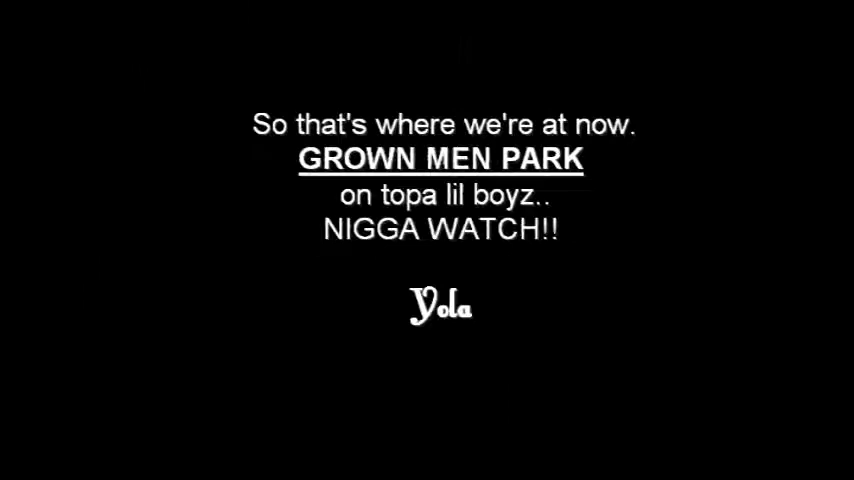 So that's where we're at now.
GROWN MEN PARK
on topa lil boyz..
NIGGA WATCH!!
Yola